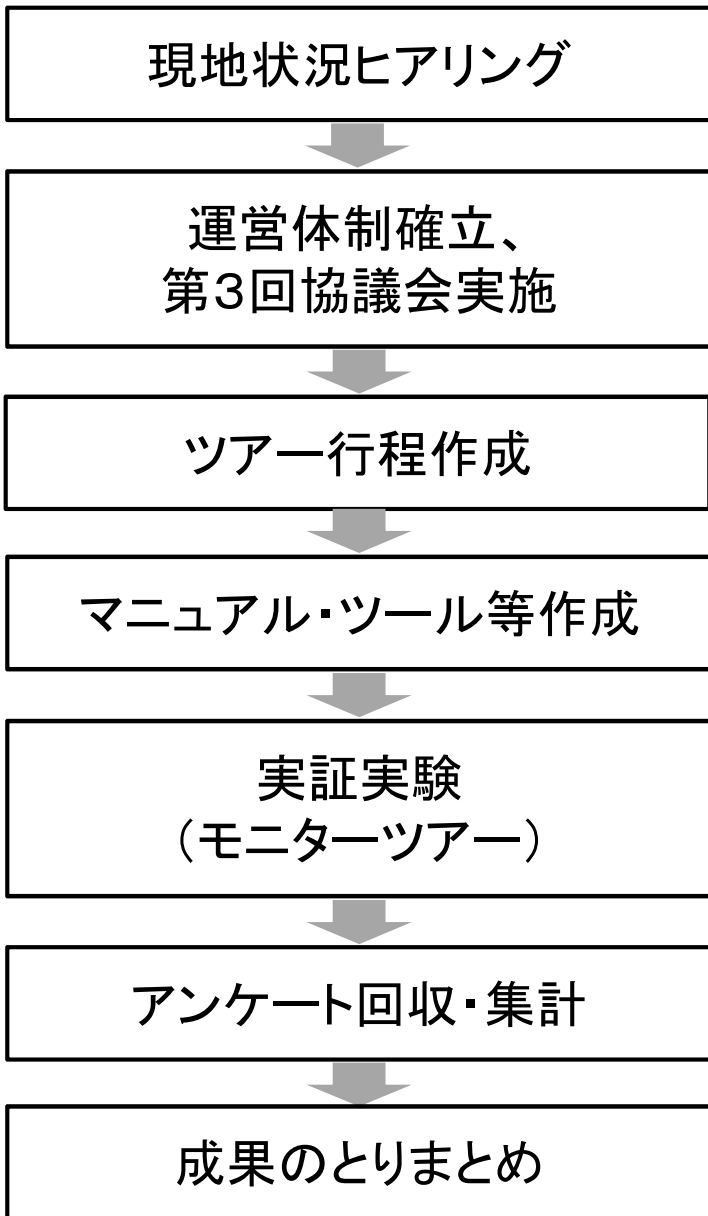 現地状況ヒアリング
運営体制確立、
第３回協議会実施
ツアー行程作成
マニュアル・ツール等作成
実証実験
（モニターツアー）
アンケート回収・集計
成果のとりまとめ